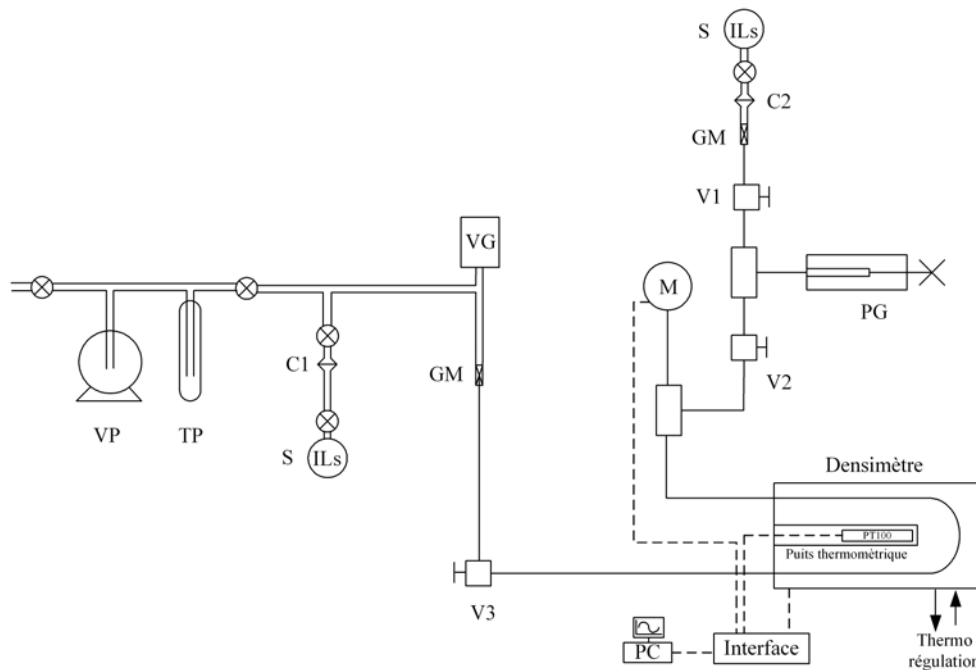 S
ILs
C2
GM
V1
VG
M
PG
C1
GM
V2
VP
TP
S
ILs
Densimètre
PT100
Puits thermométrique
V3
PC
Interface
Thermo
régulation